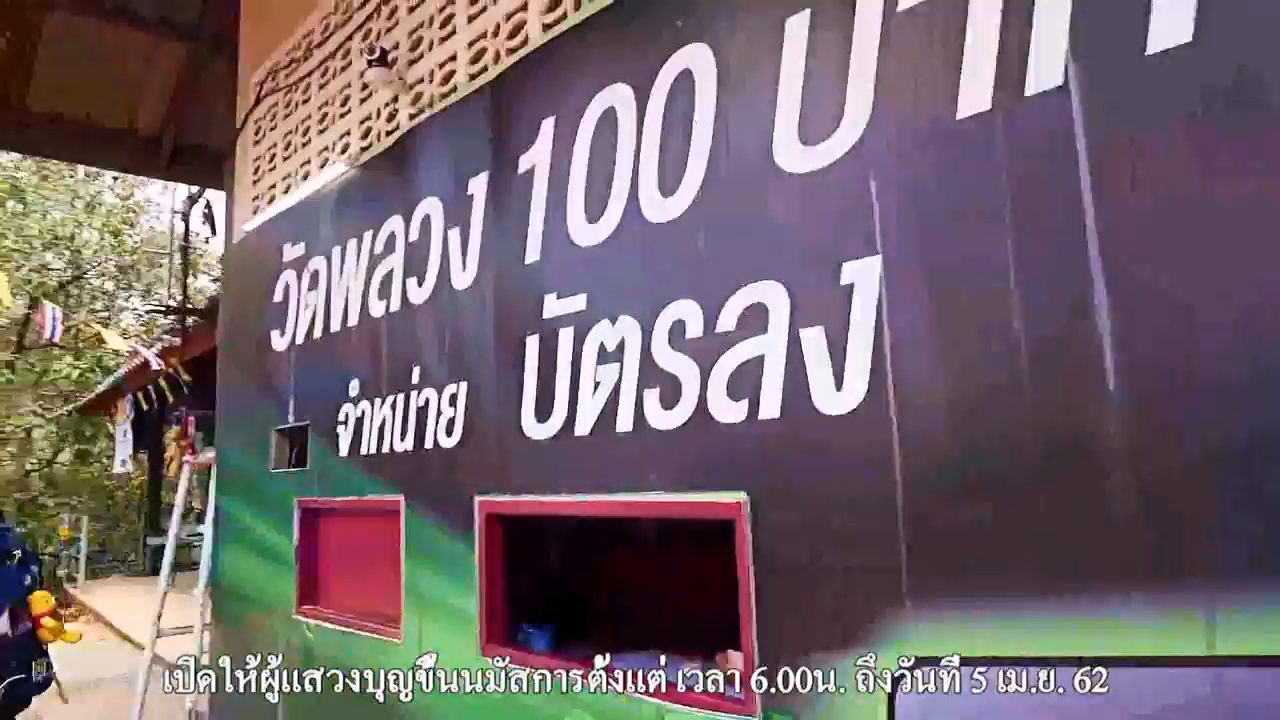 วัดพลวง 100 บาท
จำหน่าย บัตรลง
เปิดให้ผู้แสวงบุญขึ้นนมัสการตั้งแต่ เวลา 6.00น. ถึงวันที่ 5 เม.ย. 62